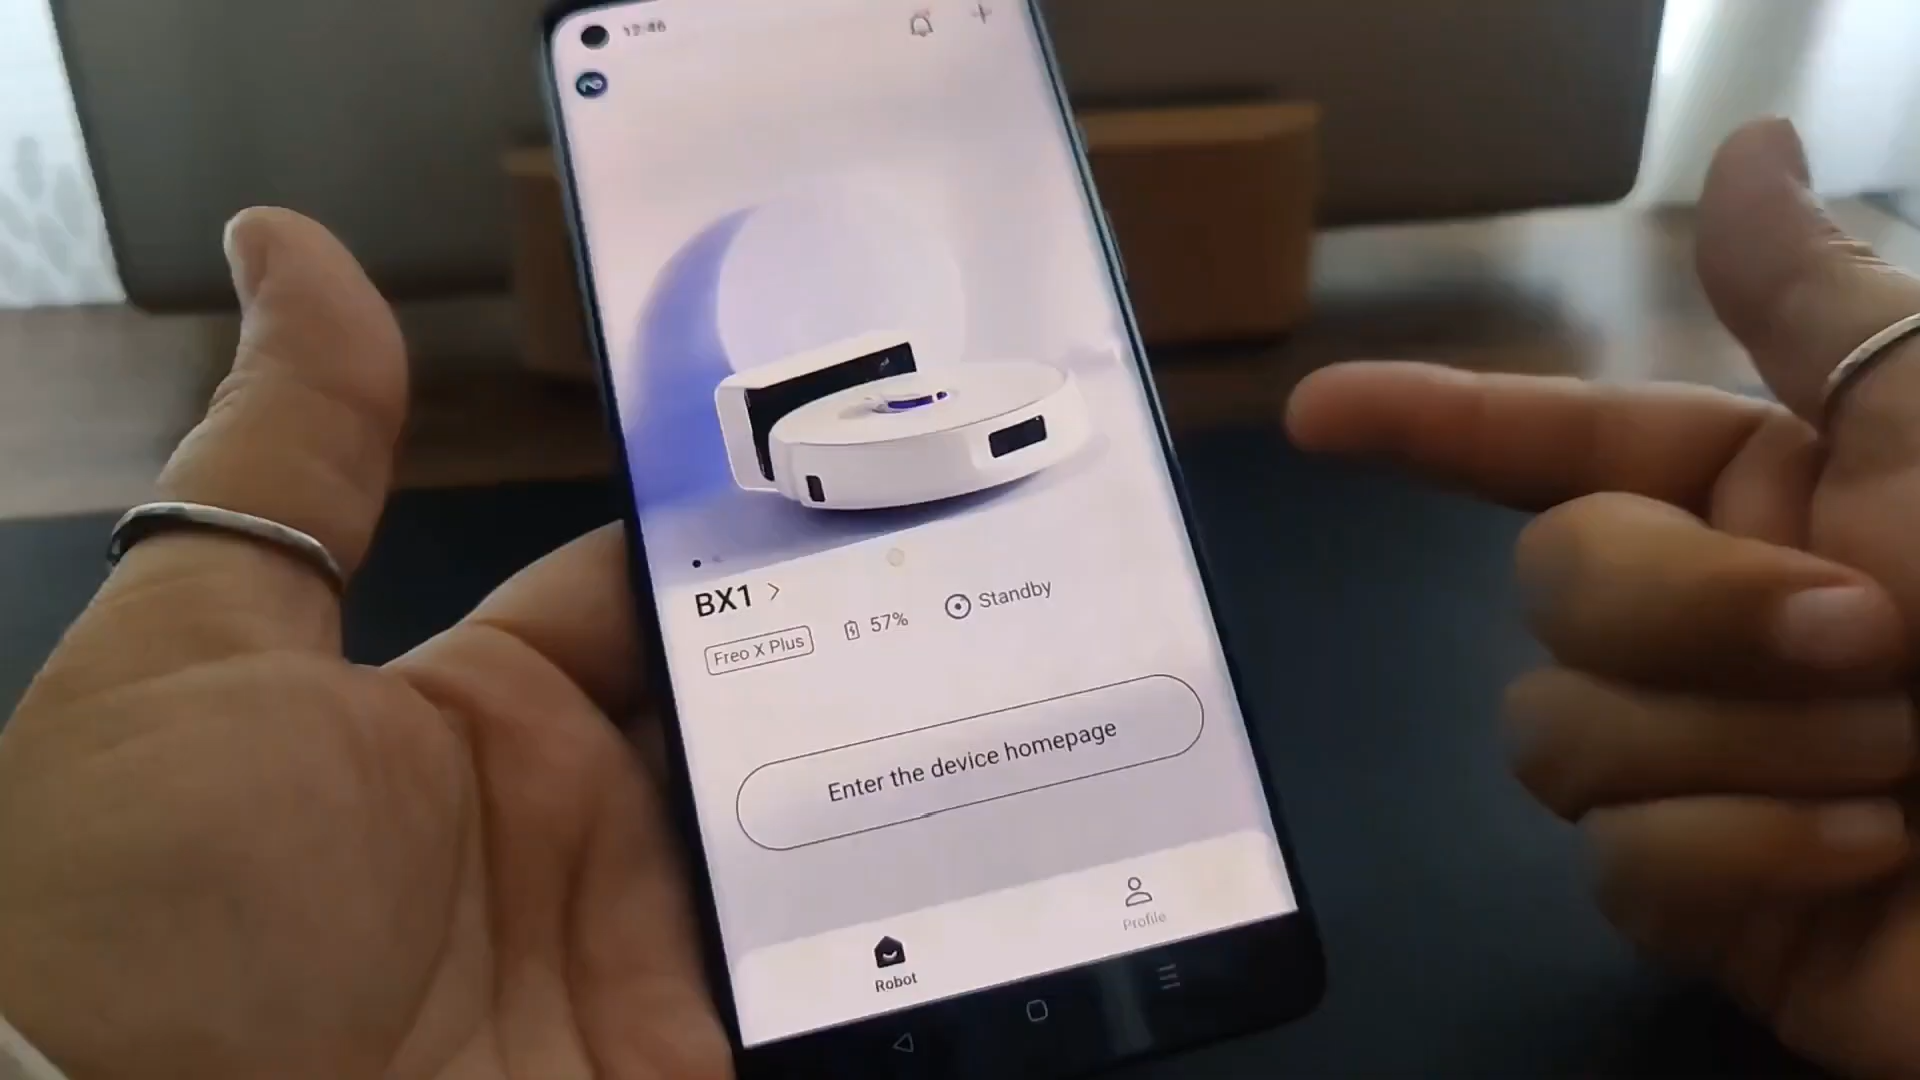 12:46
BX1
Freo X Plus
57%
Standby
Enter the device homepage
Robot
Profile